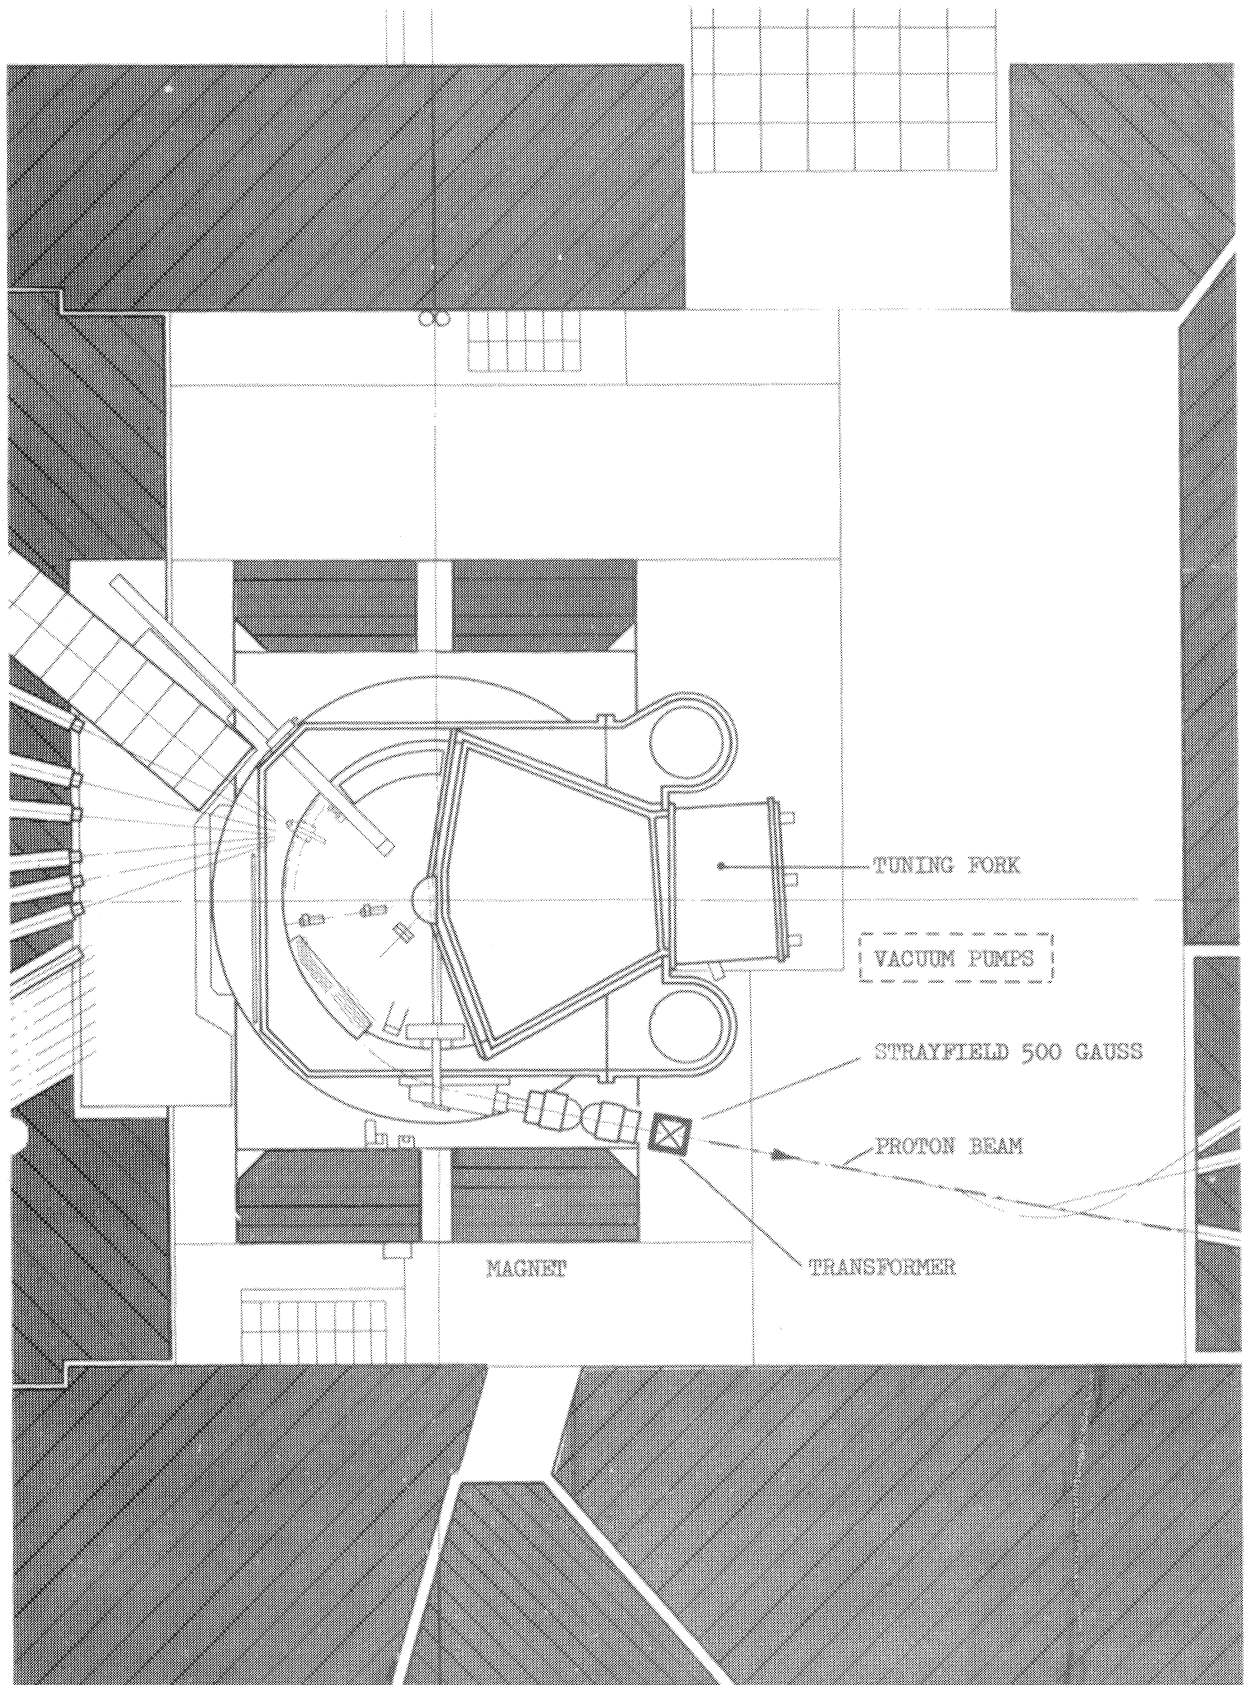 TUNING FORK
VACUUM PUMPS
STRAYFIELD 500 GAUSS
PROTON BEAM
TRANSFORMER
MAGNET